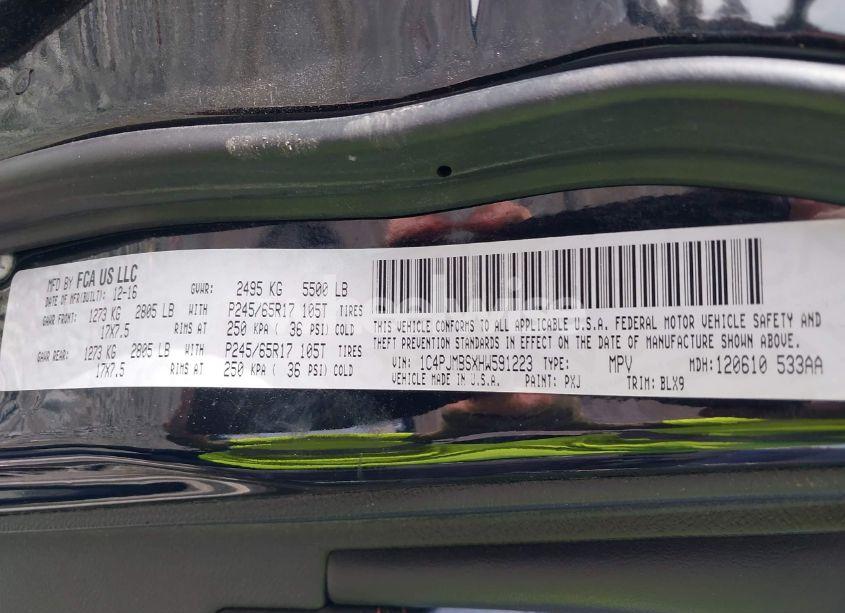 MFD BY FCA US LLC
DATE OF MFR(BUILT): 12-16 GVWR: 2495 KG 5500 LB
GAWR FRONT: 1273 KG 2805 LB WITH P245/65R17 105T TIRES
17X7.5 RIMS AT 250 KPA ( 36 PSI) COLD
GAWR REAR: 1273 KG 2805 LB WITH P245/65R17 105T TIRES
17X7.5 RIMS AT 250 KPA ( 36 PSI) COLD
THIS VEHICLE CONFORMS TO ALL APPLICABLE U.S.A. FEDERAL MOTOR VEHICLE SAFETY AND
THEFT PREVENTION STANDARDS IN EFFECT ON THE DATE OF MANUFACTURE SHOWN ABOVE.
VIN: 1C4PJMBSXHW591223 TYPE: MPV MDH: 120610 533AA
VEHICLE MADE IN U.S.A. PAINT: PXJ TRIM: BLX9